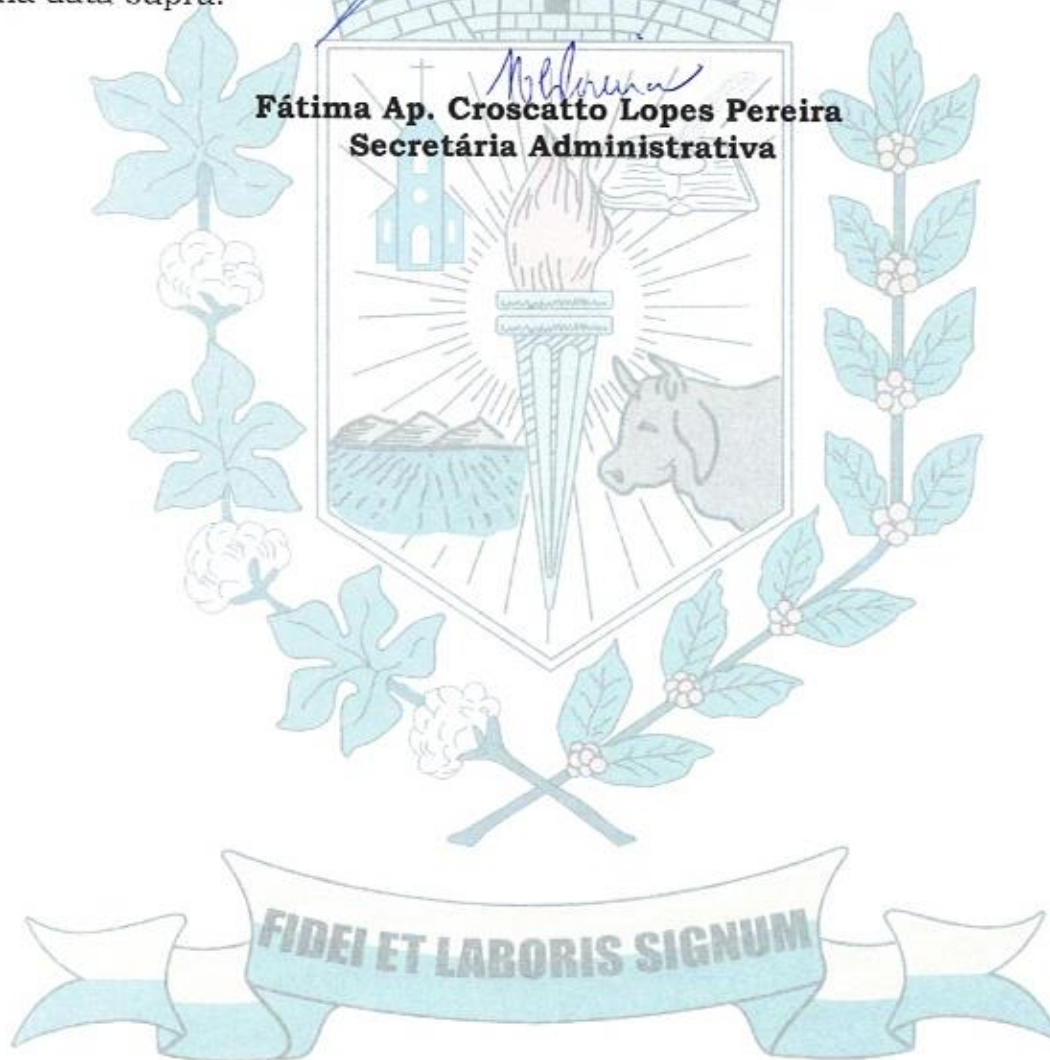 na data supra.
Fátima Ap. Croscatto Lopes Pereira
Secretária Administrativa
FIDEI ET LABORIS SIGNUM